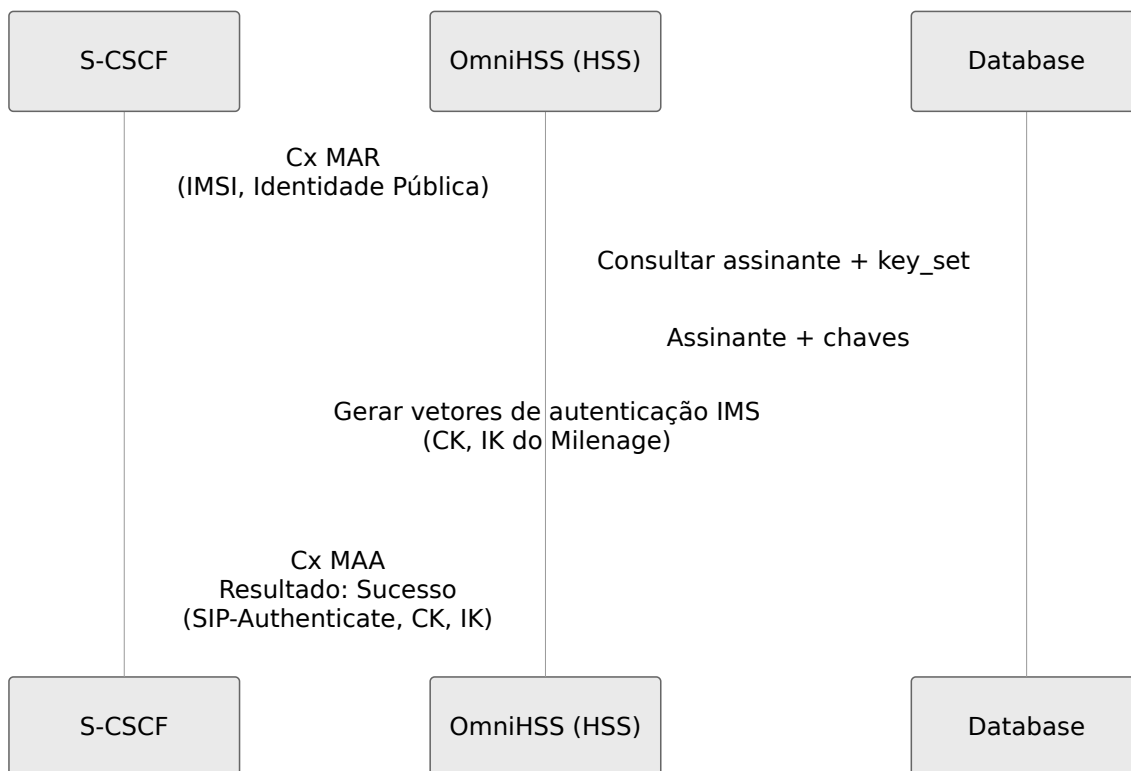 S-CSCF
OmniHSS (HSS)
Database
Cx MAR
(IMSI, Identidade Pública)
Consultar assinante + key_set
Assinante + chaves
Gerar vetores de autenticação IMS
(CK, IK do Milenage)
Cx MAA
Resultado: Sucesso
(SIP-Authenticate, CK, IK)
S-CSCF
OmniHSS (HSS)
Database